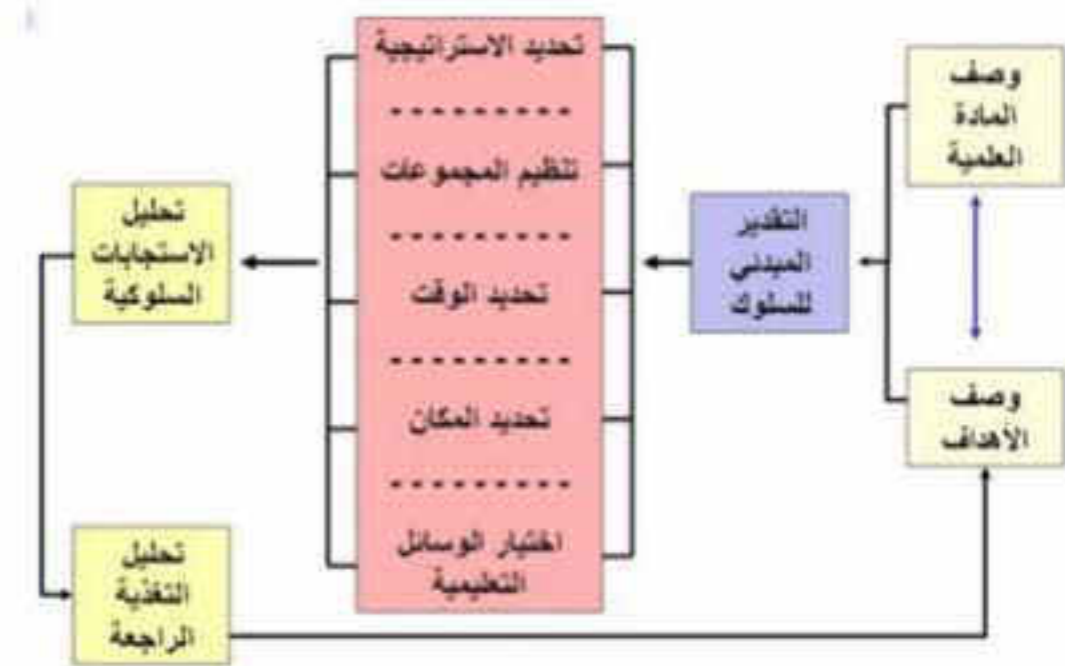 وصف
المادة
العلمية
وصف
الأهداف
التقدير
المبدئي
للسلوك
تحديد الاستراتيجية
تنظيم المجموعات
تحديد الوقت
تحديد المكان
اختيار الوسائل
التعليمية
تحليل
الاستجابات
السلوكية
تحليل
التغذية
الراجعة